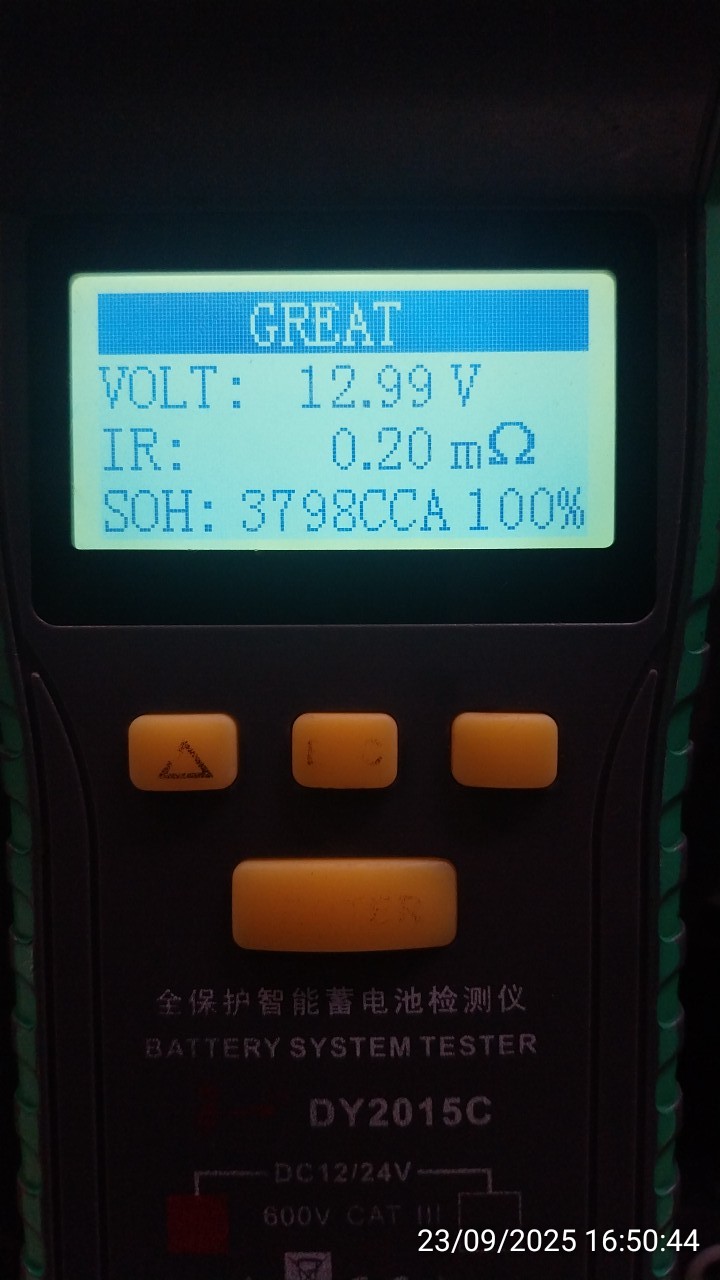 GREAT
VOLT: 12.99 V
IR: 0.20 mΩ
SOH: 3798CCA 100%
全保护智能蓄电池检测仪
BATTERY SYSTEM TESTER
DY2015C
DC12/24V
600V CAT III
23/09/2025 16:50:44